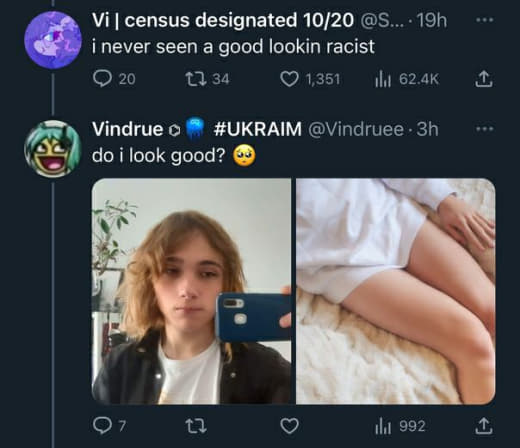 Vi | census designated 10/20 @S... · 19h
i never seen a good lookin racist
20 34 1,351 62.4K
Vindrue ⌬🪼 #UKRAIM @Vindruee · 3h
do i look good? 🥺
7 992